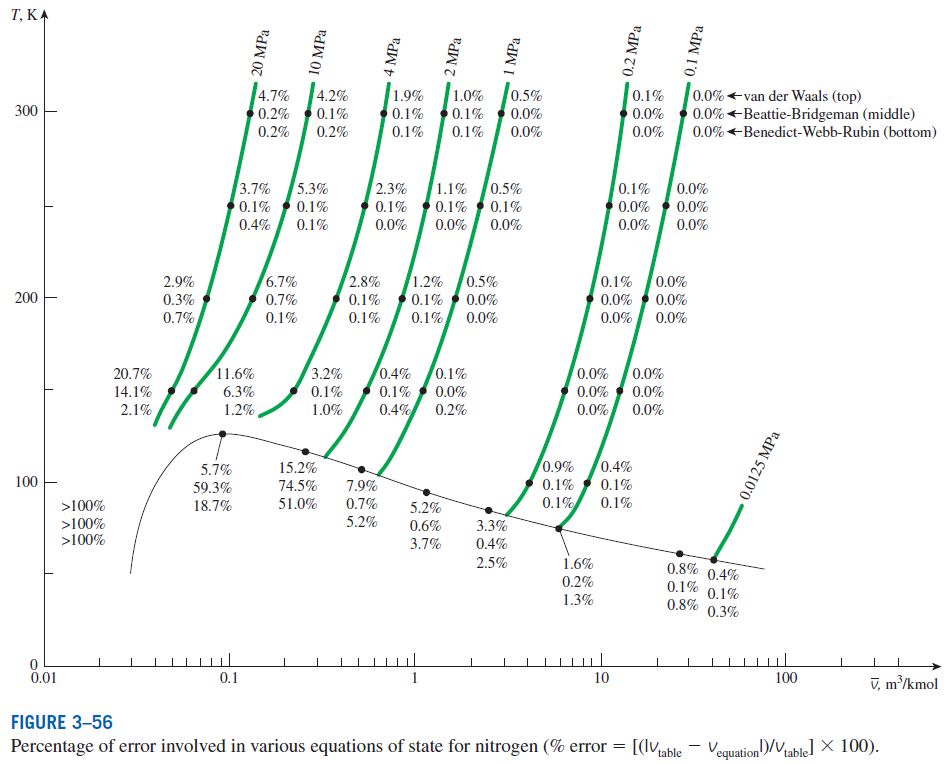 T, K
20 MPa 10 MPa 4 MPa 2 MPa 1 MPa 0.2 MPa 0.1 MPa
4.7% 4.2% 1.9% 1.0% 0.5% 0.1% 0.0% van der Waals (top)
300 0.2% 0.1% 0.1% 0.1% 0.0% 0.0% 0.0% Beattie-Bridgeman (middle)
0.2% 0.2% 0.1% 0.1% 0.0% 0.0% 0.0% Benedict-Webb-Rubin (bottom)
3.7% 5.3% 2.3% 1.1% 0.5% 0.1% 0.0%
0.1% 0.1% 0.1% 0.1% 0.1% 0.0% 0.0%
0.4% 0.1% 0.0% 0.0% 0.0% 0.0% 0.0%
2.9% 6.7% 2.8% 1.2% 0.5% 0.1% 0.0%
200 0.3% 0.7% 0.1% 0.1% 0.0% 0.0% 0.0%
0.7% 0.1% 0.1% 0.1% 0.0% 0.0% 0.0%
20.7% 11.6% 3.2% 0.4% 0.1% 0.0% 0.0%
14.1% 6.3% 0.1% 0.1% 0.0% 0.0% 0.0%
2.1% 1.2% 1.0% 0.4% 0.2% 0.0% 0.0%
0.0125 MPa
5.7% 15.2% 0.9% 0.4%
100 59.3% 74.5% 7.9% 0.1% 0.1%
>100% 18.7% 51.0% 0.7% 5.2% 0.1% 0.1%
>100% 5.2% 0.6% 3.3%
>100% 3.7% 0.4%
2.5% 1.6% 0.8% 0.4%
0.2% 0.1% 0.1%
1.3% 0.8% 0.3%
0
0.01 0.1 1 10 100 v̅, m³/kmol
FIGURE 3–56
Percentage of error involved in various equations of state for nitrogen (% error = [(|vtable − vequation|)/vtable] × 100).